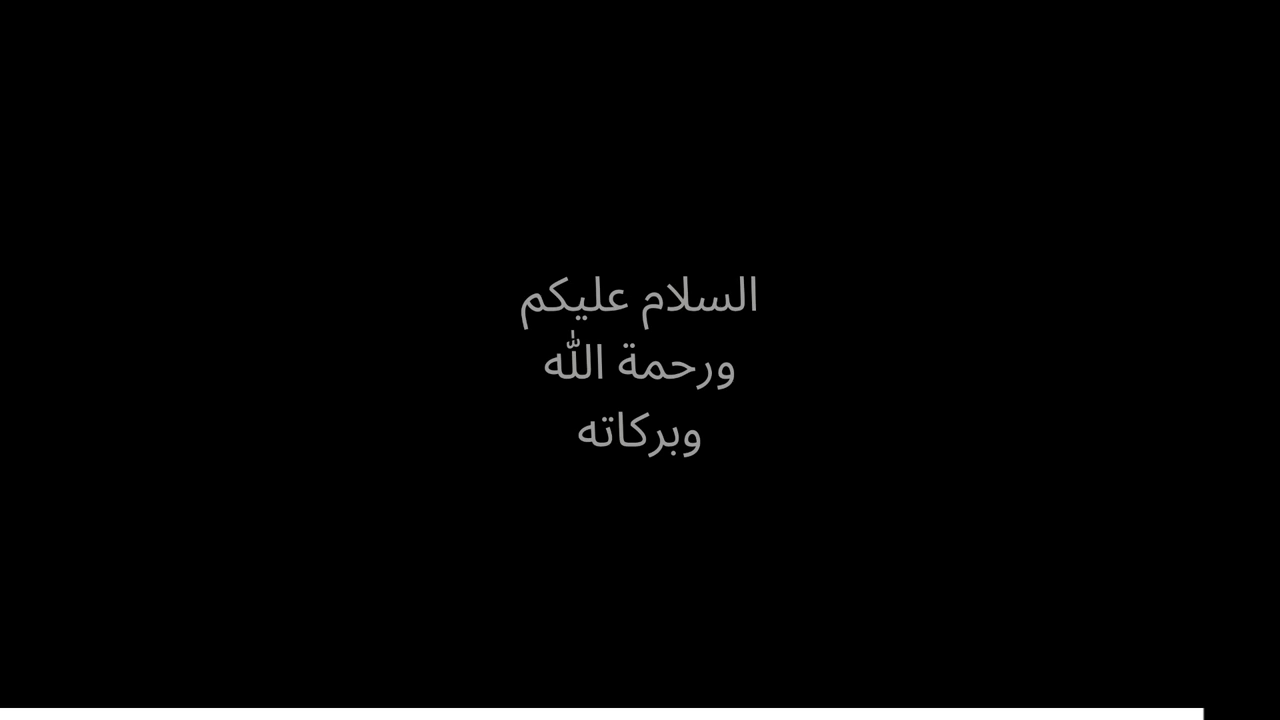 السلام عليكم
ورحمة الله
وبركاته